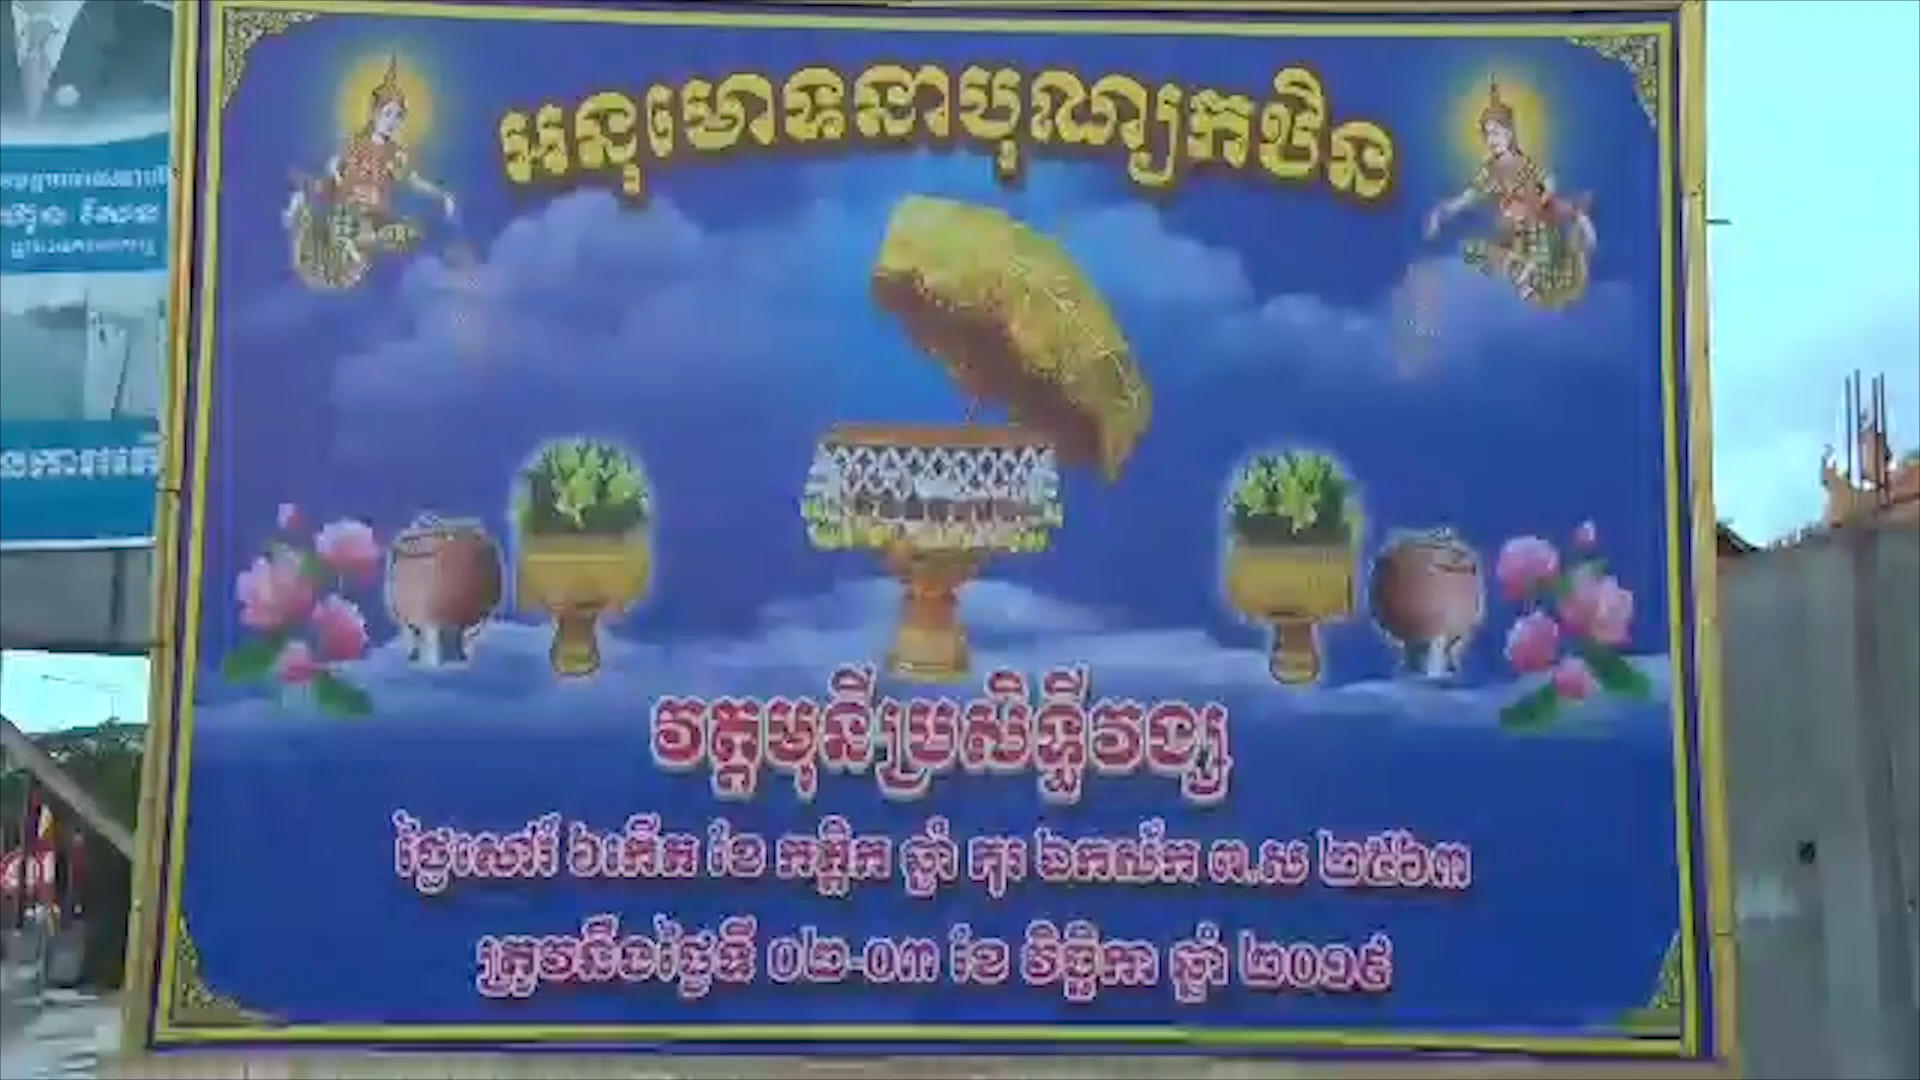 អនុមោទនាបុណ្យកឋិន
វត្តមុនីប្រសិទ្ធីវង្ស
ថ្ងៃសៅរ៍ ៦កើត ខែ កត្តិក ឆ្នាំ កុរ ឯកស័ក ព.ស ២៥៦៣
ត្រូវនឹងថ្ងៃទី ០២-០៣ ខែ វិច្ឆិកា ឆ្នាំ ២០១៩